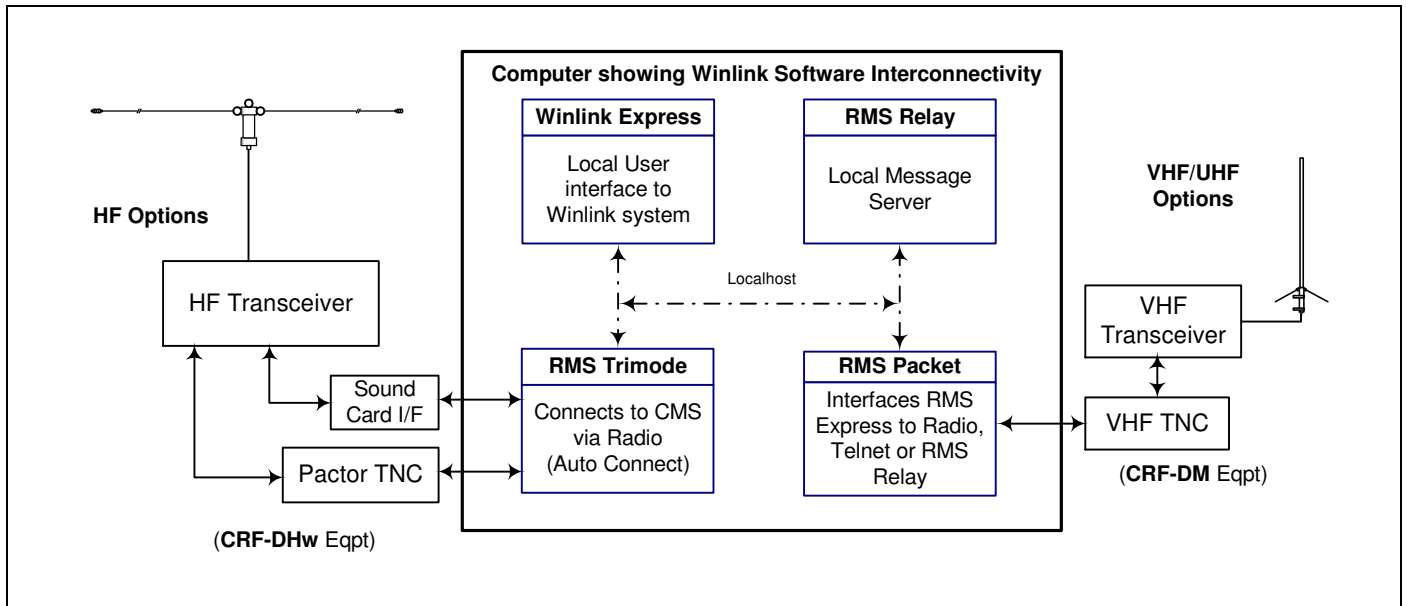 Computer showing Winlink Software Interconnectivity
HF Options
HF Transceiver
Sound
Card I/F
Pactor TNC
(CRF-DHw Eqpt)
Winlink Express
Local User
interface to
Winlink system
RMS Relay
Local Message
Server
Localhost
RMS Trimode
Connects to CMS
via Radio
(Auto Connect)
RMS Packet
Interfaces RMS
Express to Radio,
Telnet or RMS
Relay
VHF/UHF
Options
VHF
Transceiver
VHF TNC
(CRF-DM Eqpt)